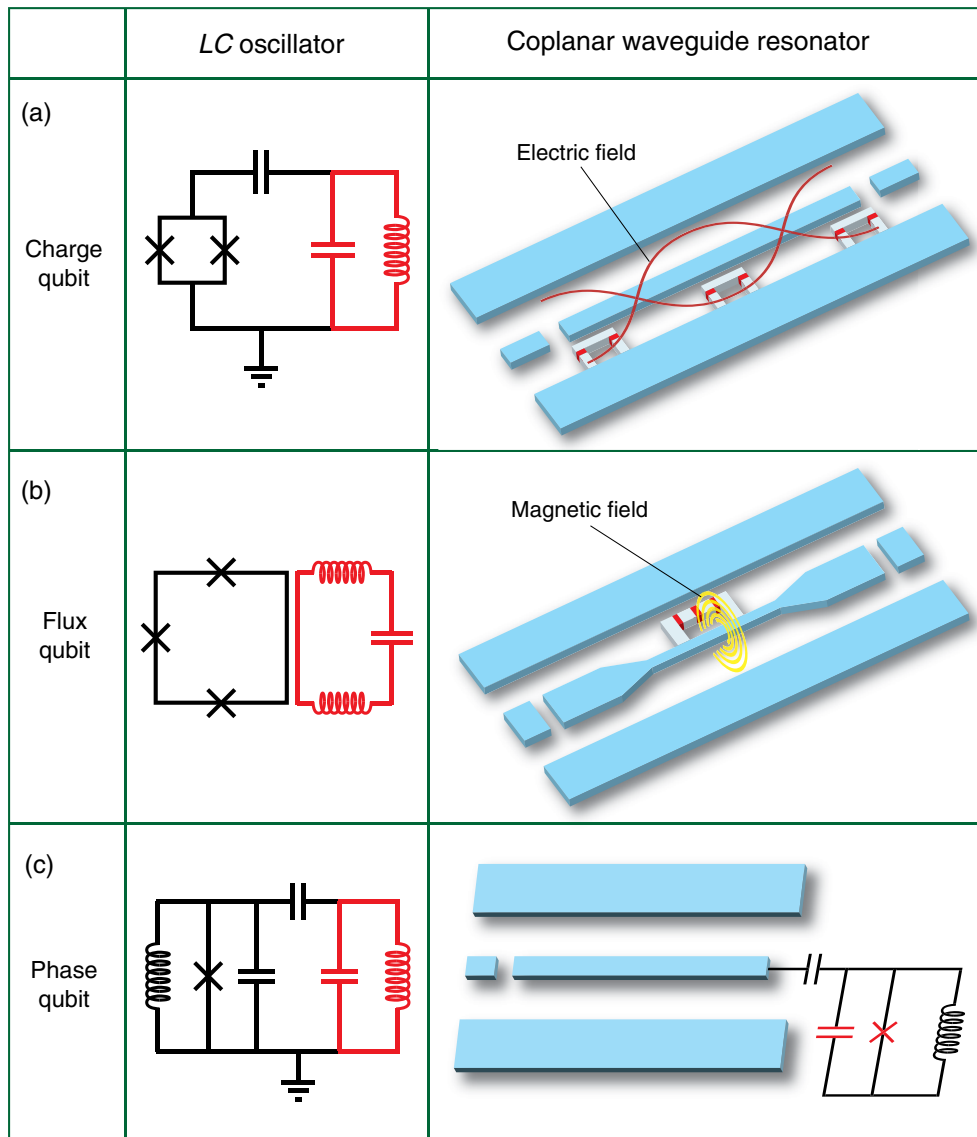 LC oscillator
Coplanar waveguide resonator
(a)
Charge
qubit
Electric field
(b)
Flux
qubit
Magnetic field
(c)
Phase
qubit